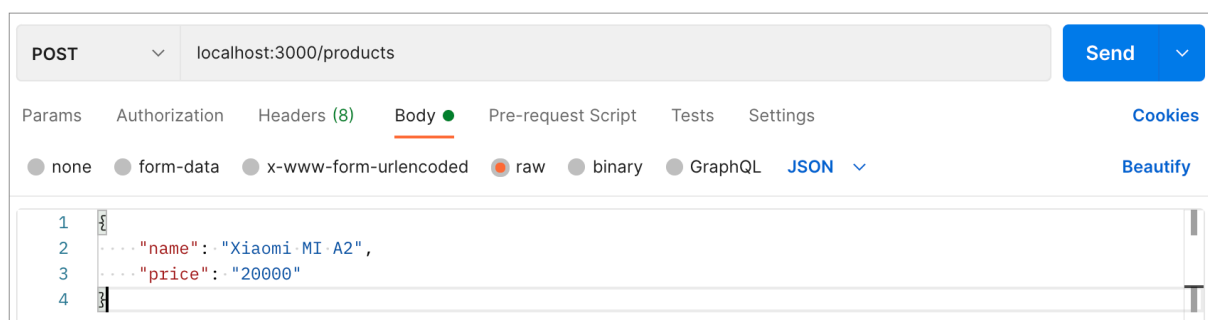 POST localhost:3000/products Send
Params Authorization Headers (8) Body Pre-request Script Tests Settings Cookies
none form-data x-www-form-urlencoded raw binary GraphQL JSON Beautify
1 {
2 "name": "Xiaomi MI A2",
3 "price": "20000"
4 }